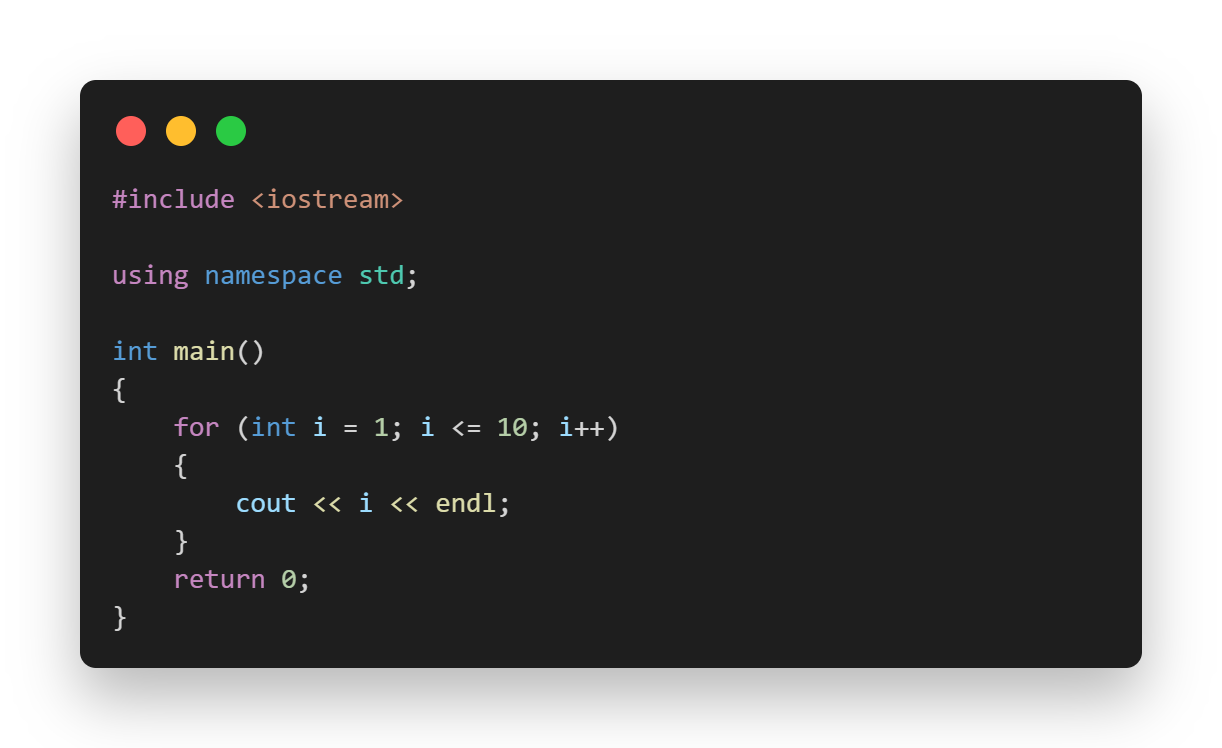 #include <iostream>
using namespace std;
int main()
{
    for (int i = 1; i <= 10; i++)
    {
        cout << i << endl;
    }
    return 0;
}